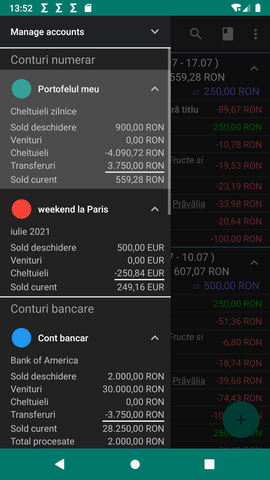 13:52
Manage accounts
Conturi numerar
Portofelul meu
Cheltuieli zilnice
Sold deschidere 900,00 RON
Venituri 0,00 RON
Cheltuieli -4.090,72 RON
Transferuri 3.750,00 RON
Sold curent 559,28 RON
weekend la Paris
iulie 2021
Sold deschidere 500,00 EUR
Venituri 0,00 EUR
Cheltuieli -250,84 EUR
Sold curent 249,16 EUR
Conturi bancare
Cont bancar
Bank of America
Sold deschidere 2.000,00 RON
Venituri 30.000,00 RON
Cheltuieli 0,00 RON
Transferuri -3.750,00 RON
Sold curent 28.250,00 RON
Total procesate 2.000,00 RON
07 - 17.07 )
559,28 RON
250,00 RON
ră titlu -89,67 RON
250,00 RON
-10,78 RON
Fructe si
-19,53 RON
-23,19 RON
Prăvălia -33,98 RON
-20,64 RON
-100,00 RON
- 10.07 )
607,07 RON
500,00 RON
250,00 RON
-51,36 RON
Fructe si
-6,80 RON
-18,74 RON
Prăvălia -39,68 RON
-74,43 RON
-10
250
+